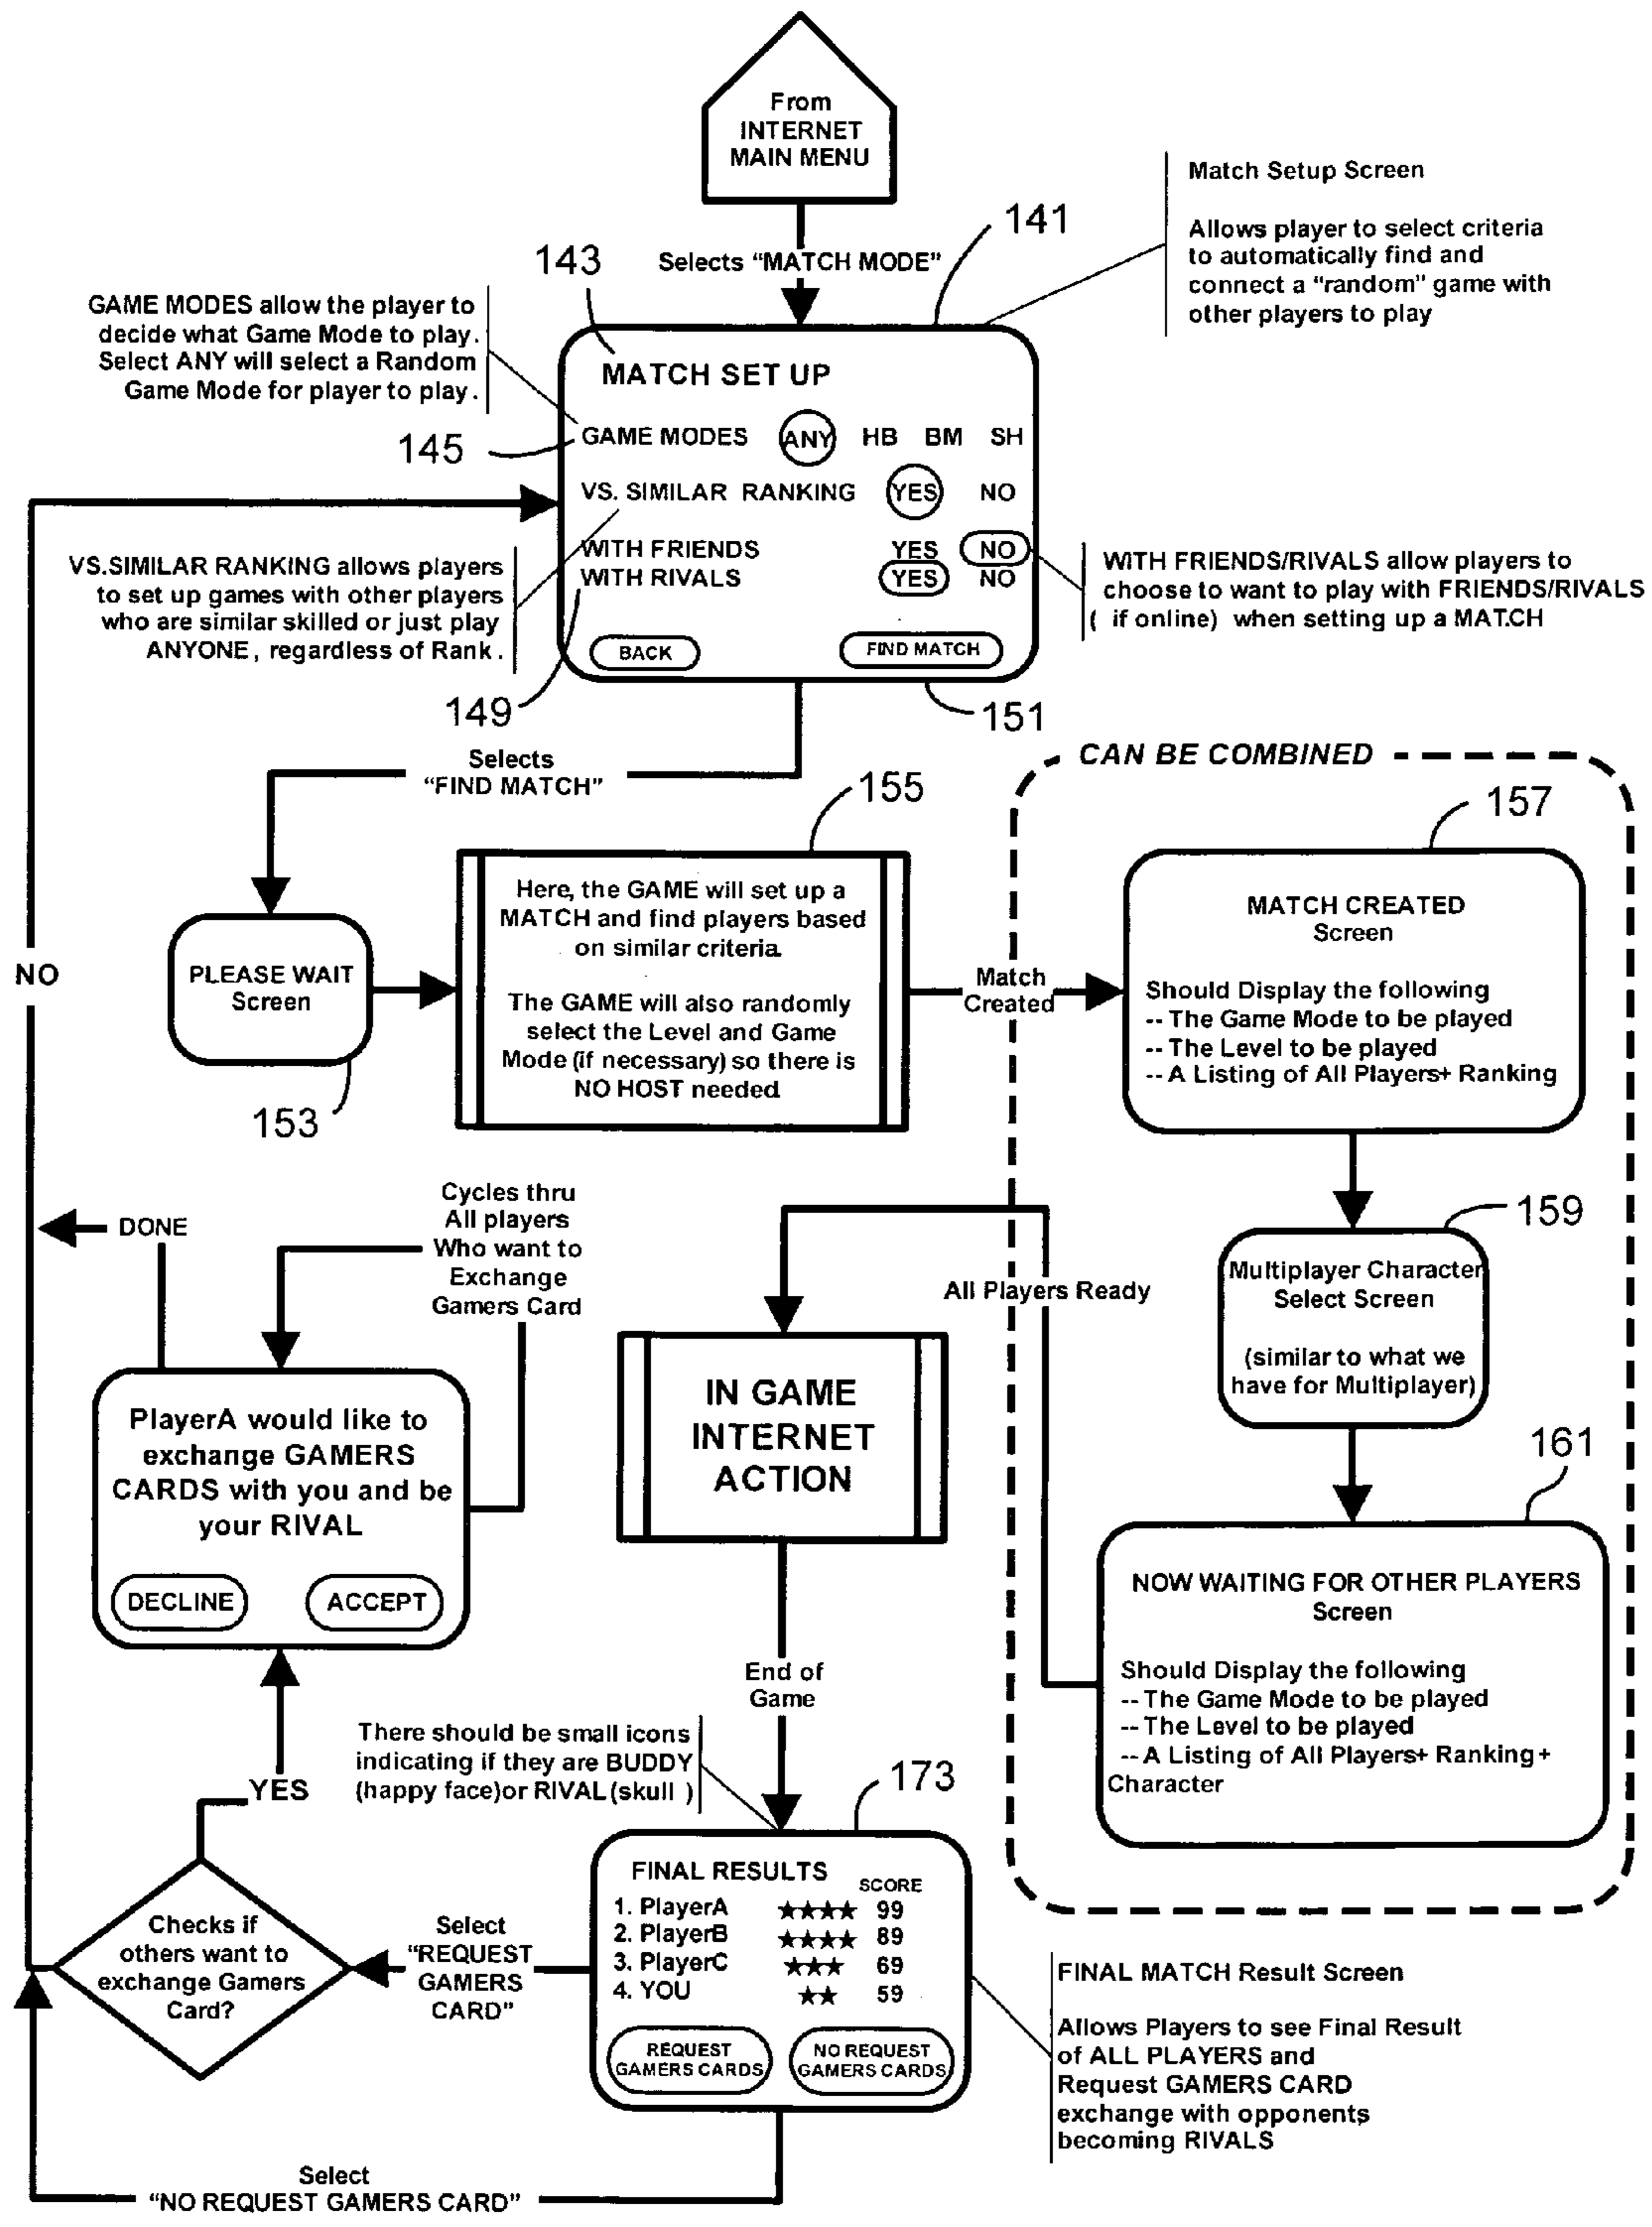 From
INTERNET
MAIN MENU
Selects "MATCH MODE"
141
Match Setup Screen
Allows player to select criteria
to automatically find and
connect a "random" game with
other players to play
143
GAME MODES allow the player to
decide what Game Mode to play.
Select ANY will select a Random
Game Mode for player to play.
145
MATCH SET UP
GAME MODES ANY HB BM SH
VS. SIMILAR RANKING YES NO
WITH FRIENDS YES NO
WITH RIVALS YES NO
BACK FIND MATCH
VS.SIMILAR RANKING allows players
to set up games with other players
who are similar skilled or just play
ANYONE, regardless of Rank.
WITH FRIENDS/RIVALS allow players to
choose to want to play with FRIENDS/RIVALS
( if online) when setting up a MATCH
149
151
Selects
"FIND MATCH"
CAN BE COMBINED
155
157
PLEASE WAIT
Screen
153
Here, the GAME will set up a
MATCH and find players based
on similar criteria.
The GAME will also randomly
select the Level and Game
Mode (if necessary) so there is
NO HOST needed
Match
Created
MATCH CREATED
Screen
Should Display the following
-- The Game Mode to be played
-- The Level to be played
-- A Listing of All Players+ Ranking
NO
159
Multiplayer Character
Select Screen
(similar to what we
have for Multiplayer)
161
NOW WAITING FOR OTHER PLAYERS
Screen
Should Display the following
-- The Game Mode to be played
-- The Level to be played
-- A Listing of All Players+ Ranking +
Character
All Players Ready
IN GAME
INTERNET
ACTION
DONE
Cycles thru
All players
Who want to
Exchange
Gamers Card
PlayerA would like to
exchange GAMERS
CARDS with you and be
your RIVAL
DECLINE ACCEPT
End of
Game
There should be small icons
indicating if they are BUDDY
(happy face)or RIVAL (skull )
173
YES
FINAL RESULTS
SCORE
1. PlayerA ★★★★ 99
2. PlayerB ★★★★ 89
3. PlayerC ★★★ 69
4. YOU ★★ 59
REQUEST
GAMERS CARDS
NO REQUEST
GAMERS CARDS
Select
"REQUEST
GAMERS
CARD"
Checks if
others want to
exchange Gamers
Card?
FINAL MATCH Result Screen
Allows Players to see Final Result
of ALL PLAYERS and
Request GAMERS CARD
exchange with opponents
becoming RIVALS
Select
"NO REQUEST GAMERS CARD"